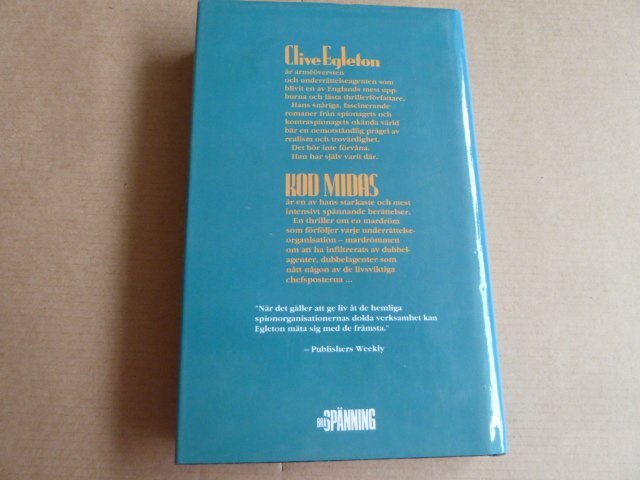 Clive Egleton
är arméöversten
och underrättelseagenten som
blivit en av Englands mest upp-
burna och lästa thrillerförfattare.
Hans snåriga, fascinerande
romaner från spionagets och
kontraspionagets okända värld
bär en oemotståndlig prägel av
realism och trovärdighet.
Det bör inte förvåna.
Han har själv varit där.
KOD MIDAS
är en av hans starkaste och mest
intensivt spännande berättelser.
En thriller om en mardröm
som förföljer varje underrättelse-
organisation – mardrömmen
om att ha infiltrerats av dubbel-
agenter, dubbelagenter som
nått någon av de livsviktiga
chefsposterna ...
"När det gäller att ge liv åt de hemliga
spionorganisationernas dolda verksamhet kan
Egleton mäta sig med de främsta."
– Publishers Weekly
BRA SPÄNNING